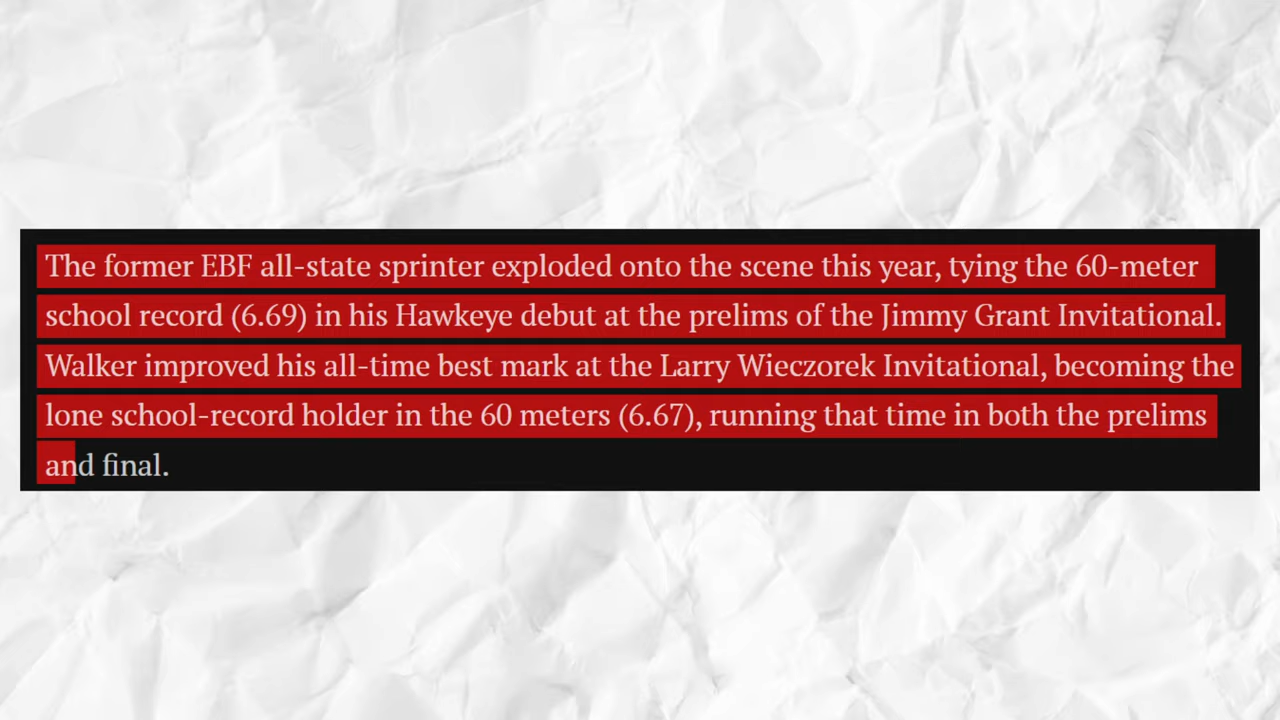 The former EBF all-state sprinter exploded onto the scene this year, tying the 60-meter
school record (6.69) in his Hawkeye debut at the prelims of the Jimmy Grant Invitational.
Walker improved his all-time best mark at the Larry Wieczorek Invitational, becoming the
lone school-record holder in the 60 meters (6.67), running that time in both the prelims
and final.